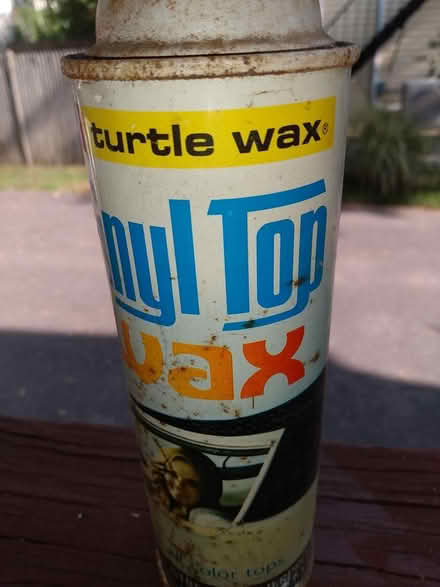 turtle wax®
nyl Top
wax
color tops